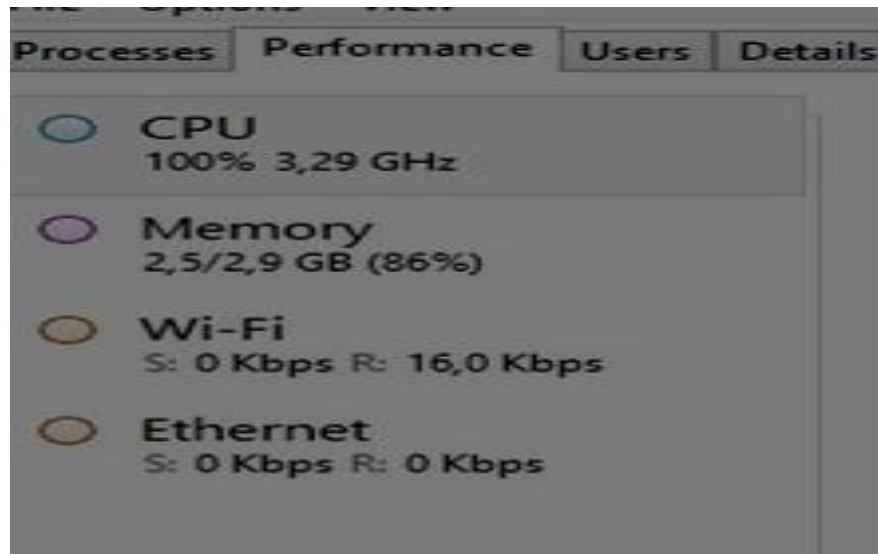 Processes Performance Users Details
CPU
100% 3,29 GHz
Memory
2,5/2,9 GB (86%)
Wi-Fi
S: 0 Kbps R: 16,0 Kbps
Ethernet
S: 0 Kbps R: 0 Kbps